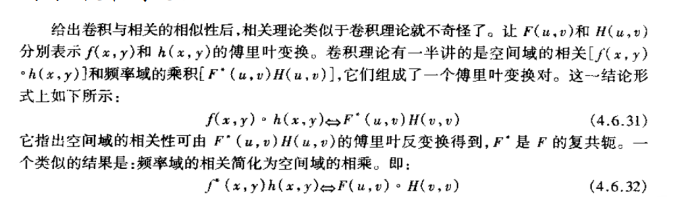 给出卷积与相关的相似性后,相关理论类似于卷积理论就不奇怪了。让 F(u,v)和 H(u,v)
分别表示 f(x,y)和 h(x,y)的傅里叶变换。卷积理论有一半讲的是空间域的相关[f(x,y)
∘h(x,y)]和频率域的乘积[F*(u,v)H(u,v)],它们组成了一个傅里叶变换对。这一结论形
式上如下所示:
f(x,y)∘h(x,y)⇔F*(u,v)H(υ,υ) (4.6.31)
它指出空间域的相关性可由 F*(u,v)H(u,v)的傅里叶反变换得到,F*是 F 的复共轭。一
个类似的结果是:频率域的相关简化为空间域的相乘。即:
f*(x,y)h(x,y)⇔F(u,v)∘H(υ,υ) (4.6.32)